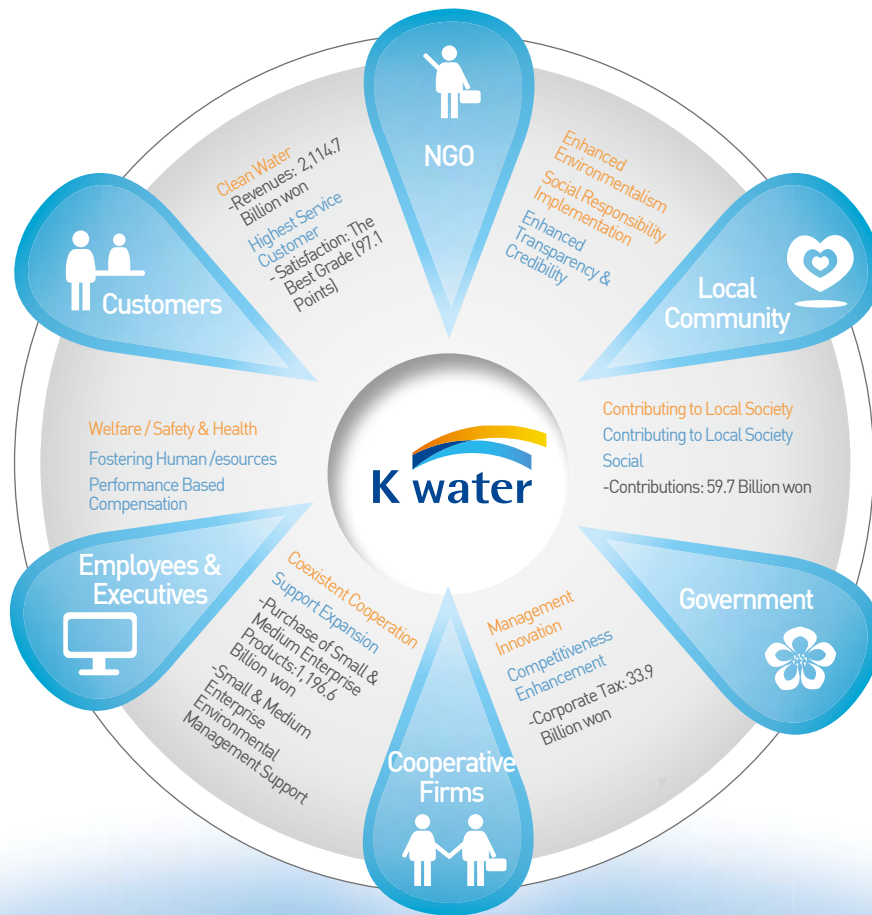 NGO
Clean Water
-Revenues: 2,114.7
Billion won
Highest Service
Customer
- Satisfaction: The
Best Grade (97.1
Points)
Enhanced
Environmentalism
Social Responsibility
Implementation
Enhanced
Transparency &
Credibility
Customers
Local
Community
Welfare / Safety & Health
Fostering Human /esources
Performance Based
Compensation
K water
Contributing to Local Society
Contributing to Local Society
Social
-Contributions: 59.7 Billion won
Employees &
Executives
Coexistent Cooperation
Support Expansion
-Purchase of Small &
Medium Enterprise
Products:1,196.6
Billion won
-Small & Medium
Enterprise
Environmental
Management Support
Management
Innovation
Competitiveness
Enhancement
-Corporate Tax: 33.9
Billion won
Government
Cooperative
Firms